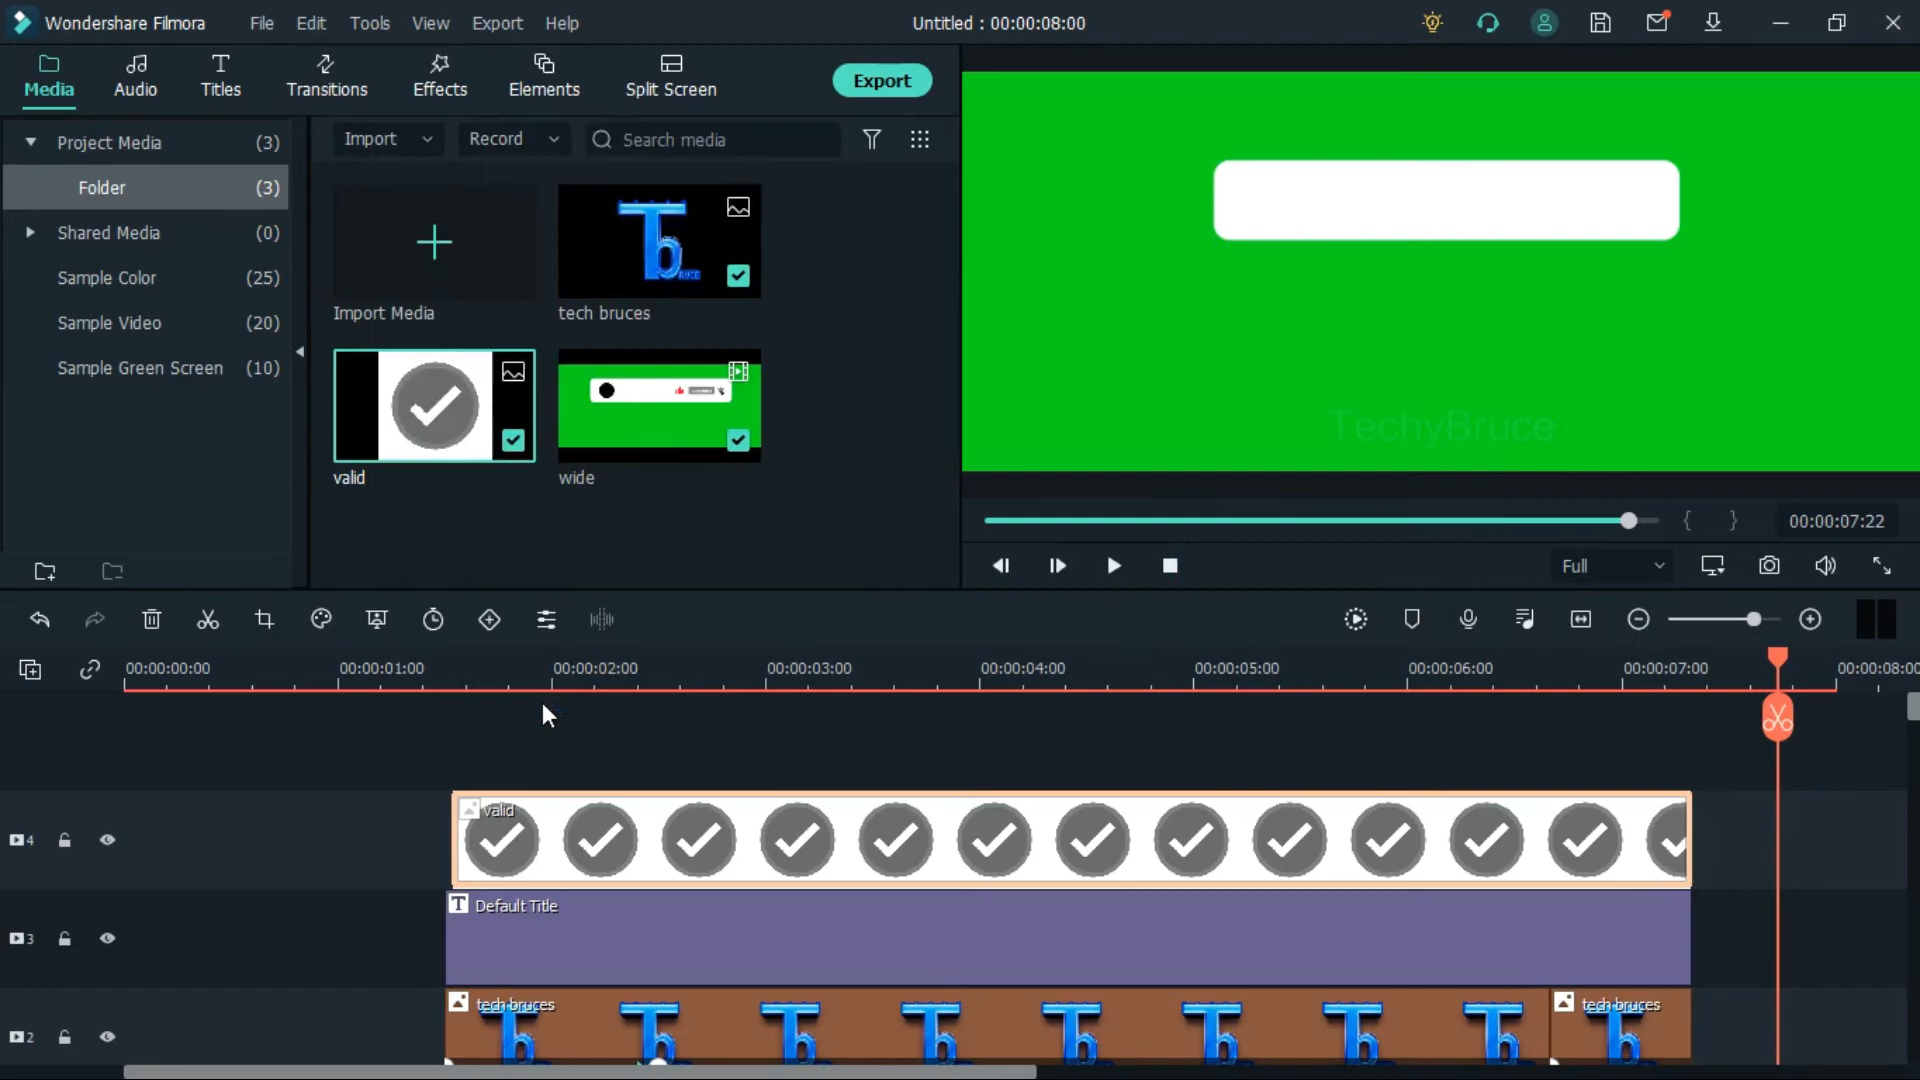 Wondershare Filmora File Edit Tools View Export Help Untitled : 00:00:08:00
Media Audio Titles Transitions Effects Elements Split Screen Export
Project Media (3)
Folder (3)
Shared Media (0)
Sample Color (25)
Sample Video (20)
Sample Green Screen (10)
Import Record Search media
Import Media
tech bruces
valid
wide
TechyBruce
00:00:07:22
Full
00:00:00:00 00:00:01:00 00:00:02:00 00:00:03:00 00:00:04:00 00:00:05:00 00:00:06:00 00:00:07:00 00:00:08:00
4
valid
3
Default Title
2
tech bruces
tech bruces